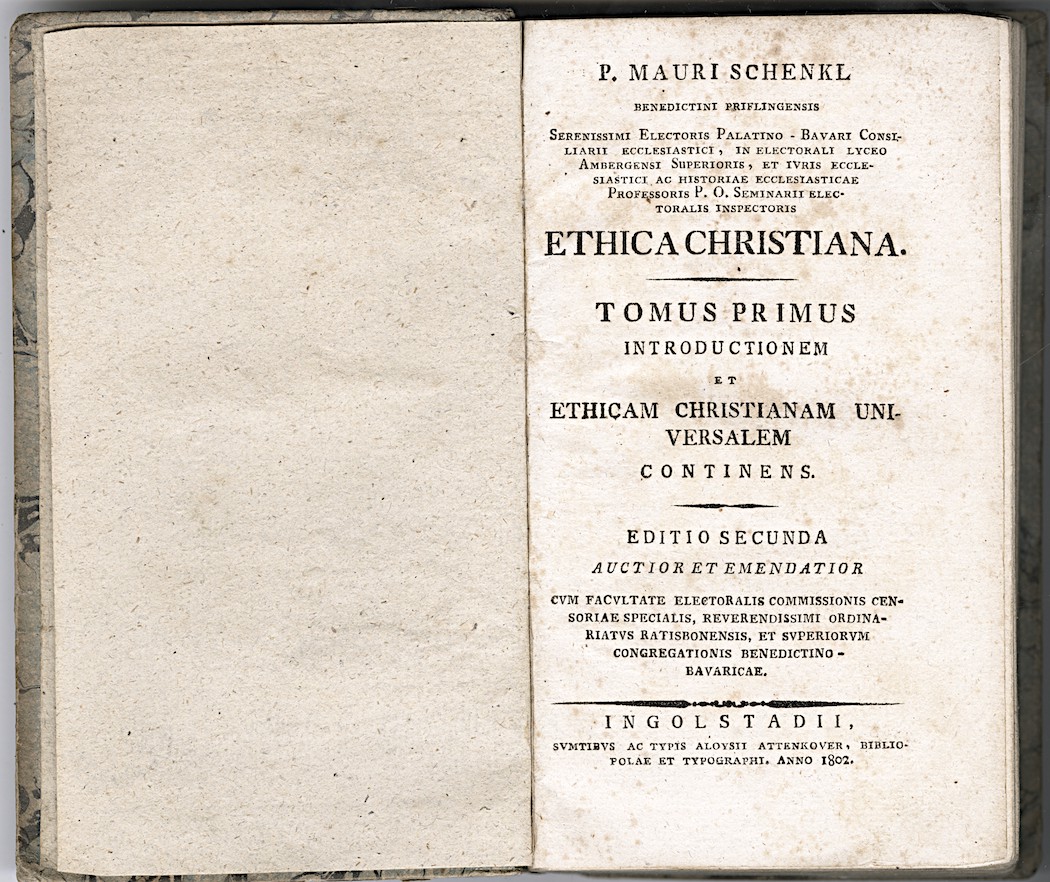 P. MAURI SCHENKL
BENEDICTINI PRIFLINGENSIS
SERENISSIMI ELECTORIS PALATINO - BAVARI CONSI-
LIARII ECCLESIASTICI, IN ELECTORALI LYCEO
AMBERGENSI SUPERIORIS, ET IVRIS ECCLE-
SIASTICI AC HISTORIAE ECCLESIASTICAE
PROFESSORIS P. O. SEMINARII ELEC-
TORALIS INSPECTORIS
ETHICA CHRISTIANA.
TOMUS PRIMUS
INTRODUCTIONEM
ET
ETHICAM CHRISTIANAM UNI-
VERSALEM
CONTINENS.
EDITIO SECUNDA
AUCTIOR ET EMENDATIOR
CVM FACVLTATE ELECTORALIS COMMISSIONIS CEN-
SORIAE SPECIALIS, REVERENDISSIMI ORDINA-
RIATVS RATISBONENSIS, ET SVPERIORVM
CONGREGATIONIS BENEDICTINO -
BAVARICAE.
INGOLSTADII,
SVMTIBVS AC TYPIS ALOYSII ATTENKOVER, BIBLIO-
POLAE ET TYPOGRAPHI. ANNO 1802.